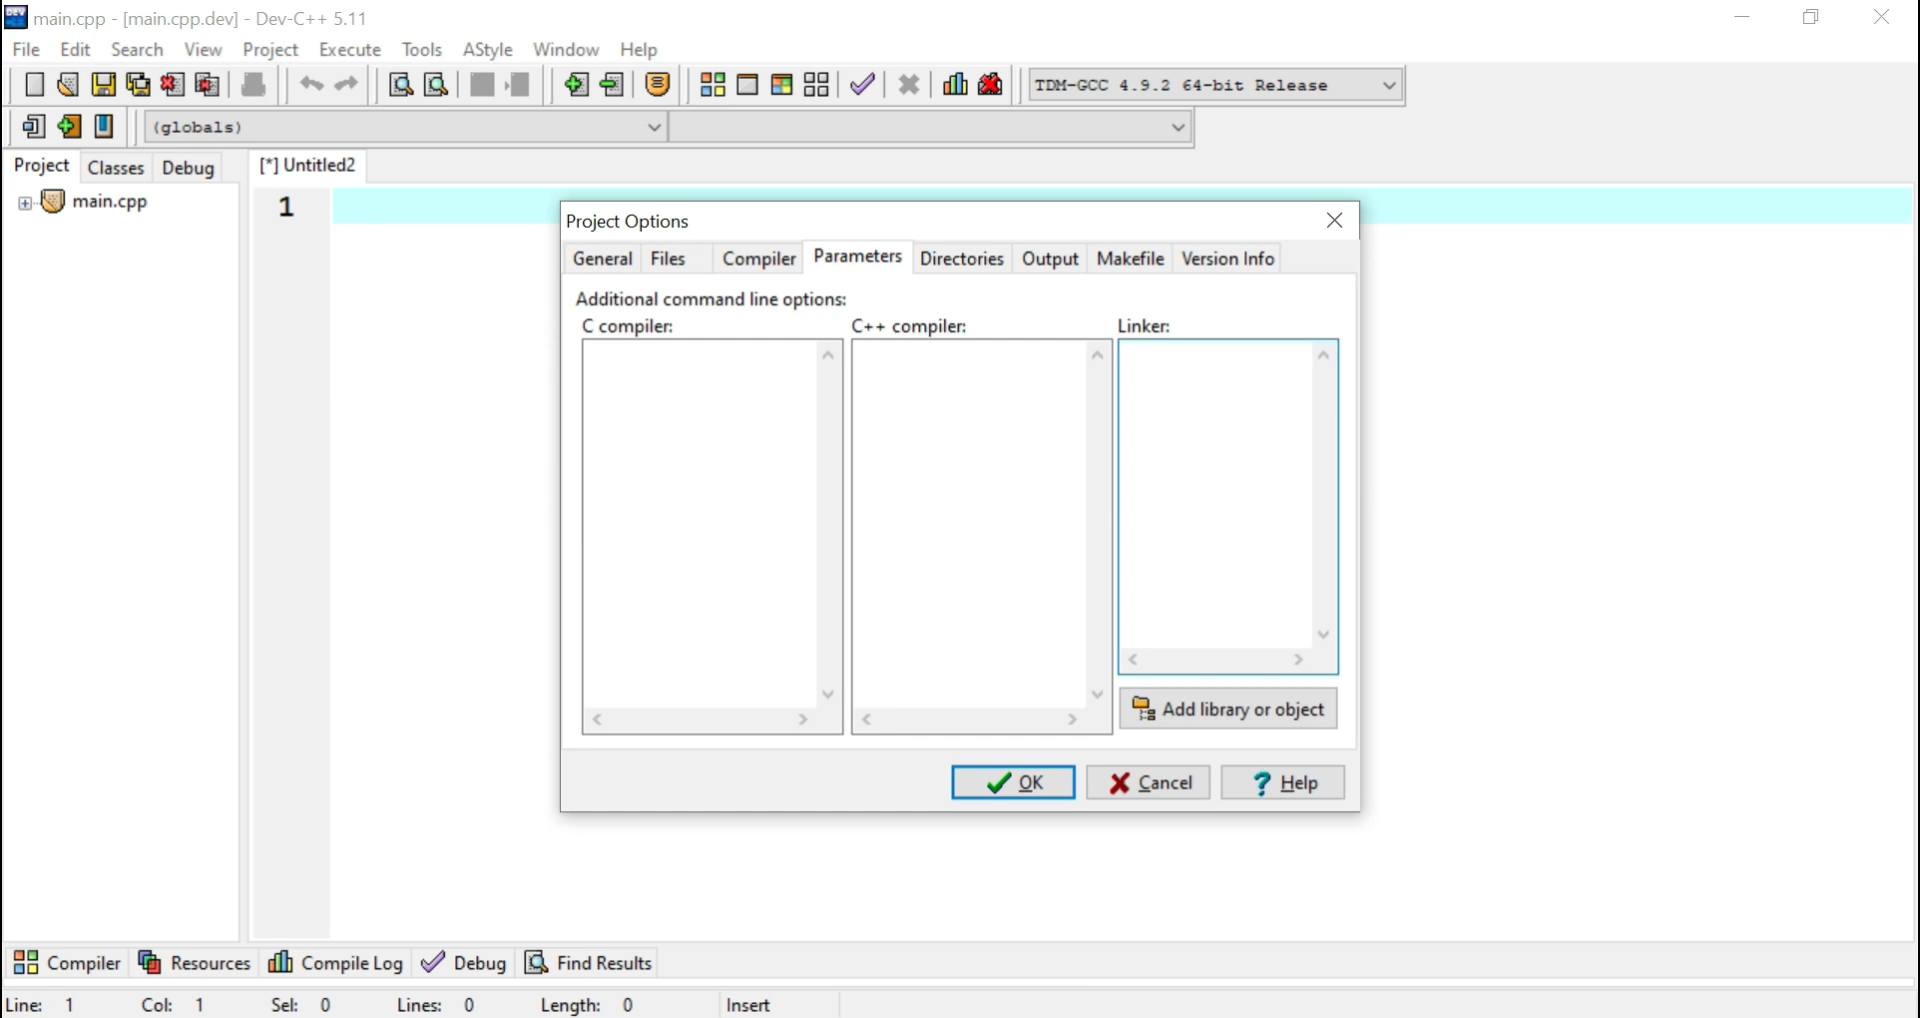 main.cpp - [main.cpp.dev] - Dev-C++ 5.11
File Edit Search View Project Execute Tools AStyle Window Help
TDM-GCC 4.9.2 64-bit Release
(globals)
Project Classes Debug
[*] Untitled2
main.cpp
1
Project Options
General Files Compiler Parameters Directories Output Makefile Version Info
Additional command line options:
C compiler: C++ compiler: Linker:
Add library or object
OK Cancel Help
Compiler Resources Compile Log Debug Find Results
Line: 1 Col: 1 Sel: 0 Lines: 0 Length: 0 Insert